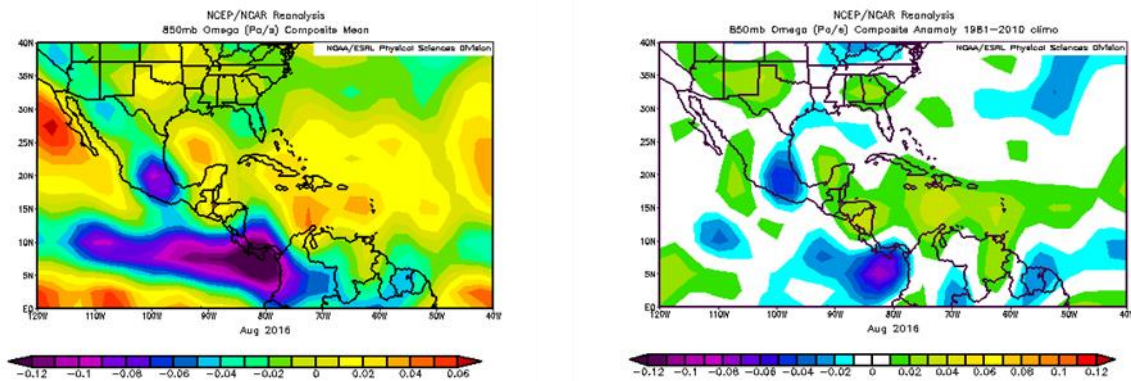 NCEP/NCAR Reanalysis
850mb Omega (Pa/s) Composite Mean
NOAA/ESRL Physical Sciences Division
40N
35N
30N
25N
20N
15N
10N
5N
EQ
120W 110W 100W 90W 80W 70W 60W 50W 40W
Aug 2016
-0.12 -0.1 -0.08 -0.06 -0.04 -0.02 0 0.02 0.04 0.06
NCEP/NCAR Reanalysis
850mb Omega (Pa/s) Composite Anomaly 1981-2010 climo
NOAA/ESRL Physical Sciences Division
40N
35N
30N
25N
20N
15N
10N
5N
EQ
120W 110W 100W 90W 80W 70W 60W 50W 40W
Aug 2016
-0.12 -0.1 -0.08 -0.06 -0.04 -0.02 0 0 0.02 0.04 0.06 0.08 0.1 0.12